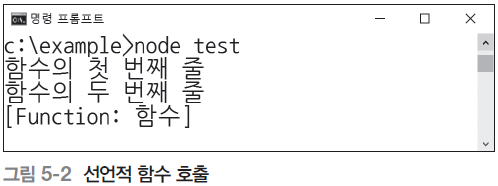 명령 프롬프트
c:\example>node test
함수의 첫 번째 줄
함수의 두 번째 줄
[Function: 함수]
그림 5-2 선언적 함수 호출